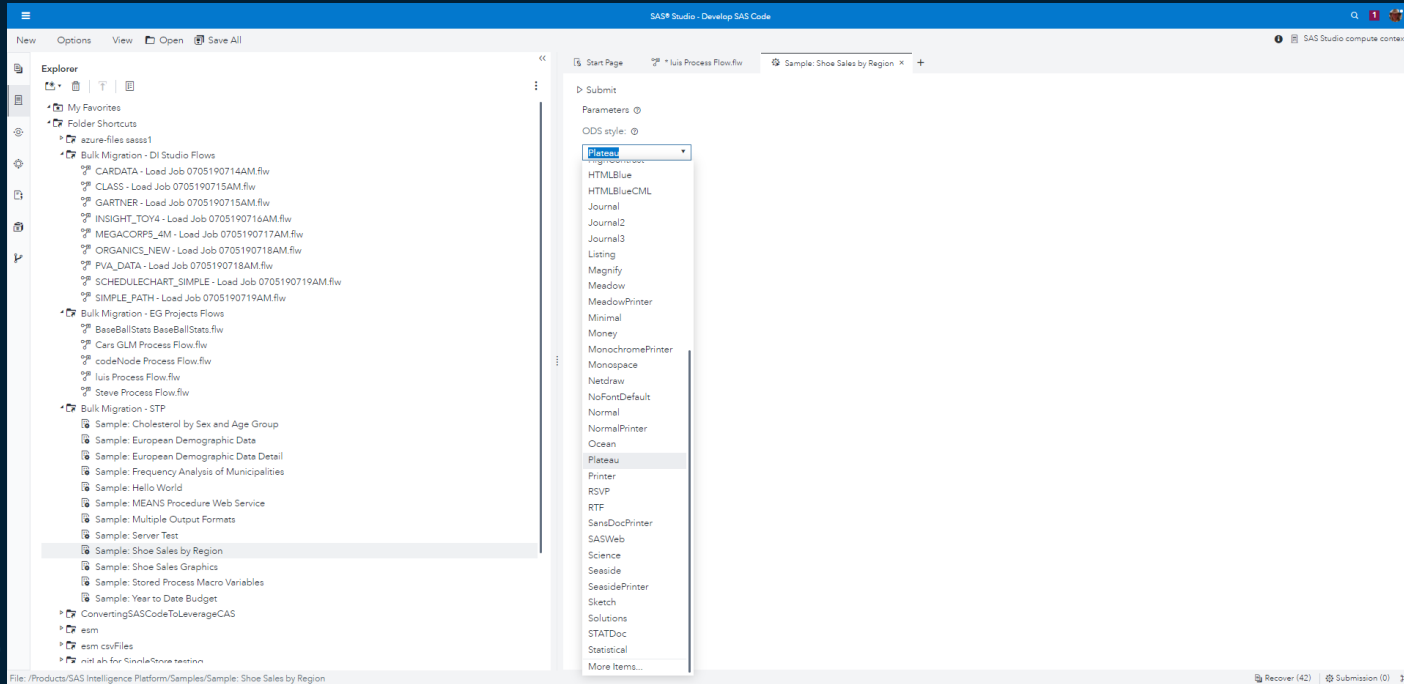 SAS® Studio - Develop SAS Code
1
New Options View Open Save All
SAS Studio compute contex
Explorer
My Favorites
Folder Shortcuts
azure-files sasss1
Bulk Migration - DI Studio Flows
CARDATA - Load Job 0705190714AM.flw
CLASS - Load Job 0705190715AM.flw
GARTNER - Load Job 0705190715AM.flw
INSIGHT_TOY4 - Load Job 0705190716AM.flw
MEGACORP5_4M - Load Job 0705190717AM.flw
ORGANICS_NEW - Load Job 0705190718AM.flw
PVA_DATA - Load Job 0705190718AM.flw
SCHEDULECHART_SIMPLE - Load Job 0705190719AM.flw
SIMPLE_PATH - Load Job 0705190719AM.flw
Bulk Migration - EG Projects Flows
BaseBallStats BaseBallStats.flw
Cars GLM Process Flow.flw
codeNode Process Flow.flw
luis Process Flow.flw
Steve Process Flow.flw
Bulk Migration - STP
Sample: Cholesterol by Sex and Age Group
Sample: European Demographic Data
Sample: European Demographic Data Detail
Sample: Frequency Analysis of Municipalities
Sample: Hello World
Sample: MEANS Procedure Web Service
Sample: Multiple Output Formats
Sample: Server Test
Sample: Shoe Sales by Region
Sample: Shoe Sales Graphics
Sample: Stored Process Macro Variables
Sample: Year to Date Budget
ConvertingSASCodeToLeverageCAS
esm
esm csvFiles
gitLab for SingleStore testing
Start Page * luis Process Flow.flw Sample: Shoe Sales by Region × +
Submit
Parameters
ODS style:
Plateau
HighContrast
HTMLBlue
HTMLBlueCML
Journal
Journal2
Journal3
Listing
Magnify
Meadow
MeadowPrinter
Minimal
Money
MonochromePrinter
Monospace
Netdraw
NoFontDefault
Normal
NormalPrinter
Ocean
Plateau
Printer
RSVP
RTF
SansDocPrinter
SASWeb
Science
Seaside
SeasidePrinter
Sketch
Solutions
STATDoc
Statistical
More Items...
File: /Products/SAS Intelligence Platform/Samples/Sample: Shoe Sales by Region
Recover (42) Submission (0)